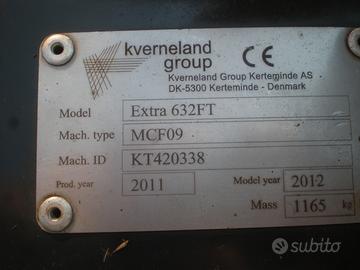 kverneland
group
CE
Kverneland Group Kerteminde AS
DK-5300 Kerteminde - Denmark
Model Extra 632FT
Mach. type MCF09
Mach. ID KT420338
Prod. year 2011 Model year 2012
Mass 1165 kg
subito